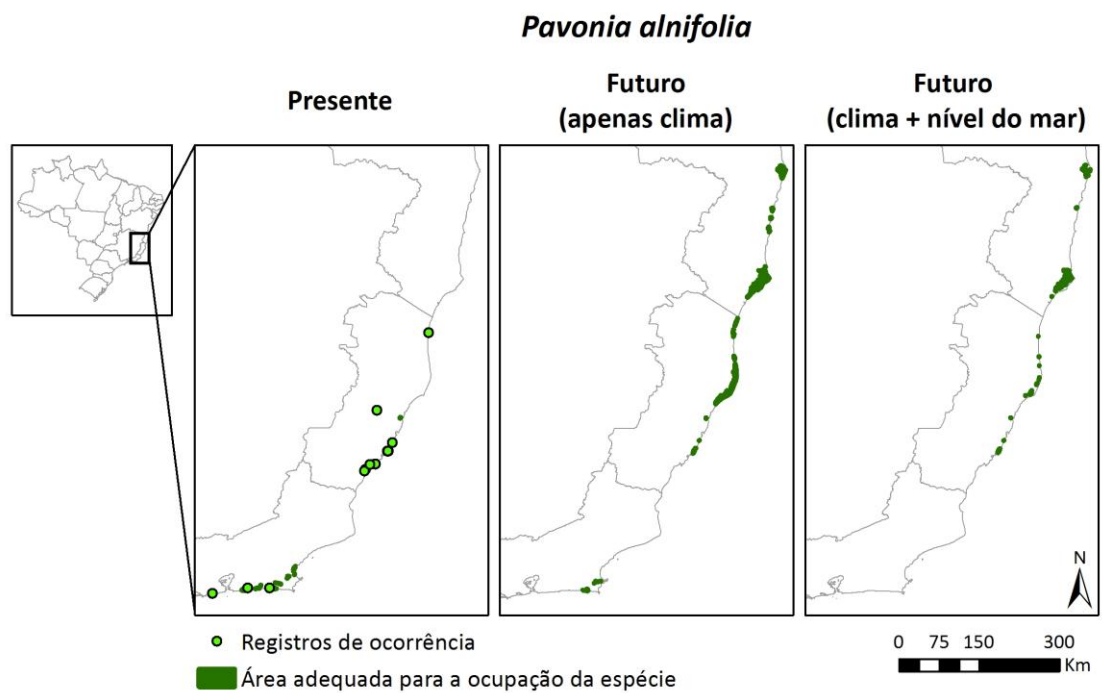 Pavonia alnifolia
Presente
Futuro
(apenas clima)
Futuro
(clima + nível do mar)
N
Registros de ocorrência
Área adequada para a ocupação da espécie
0 75 150 300
Km